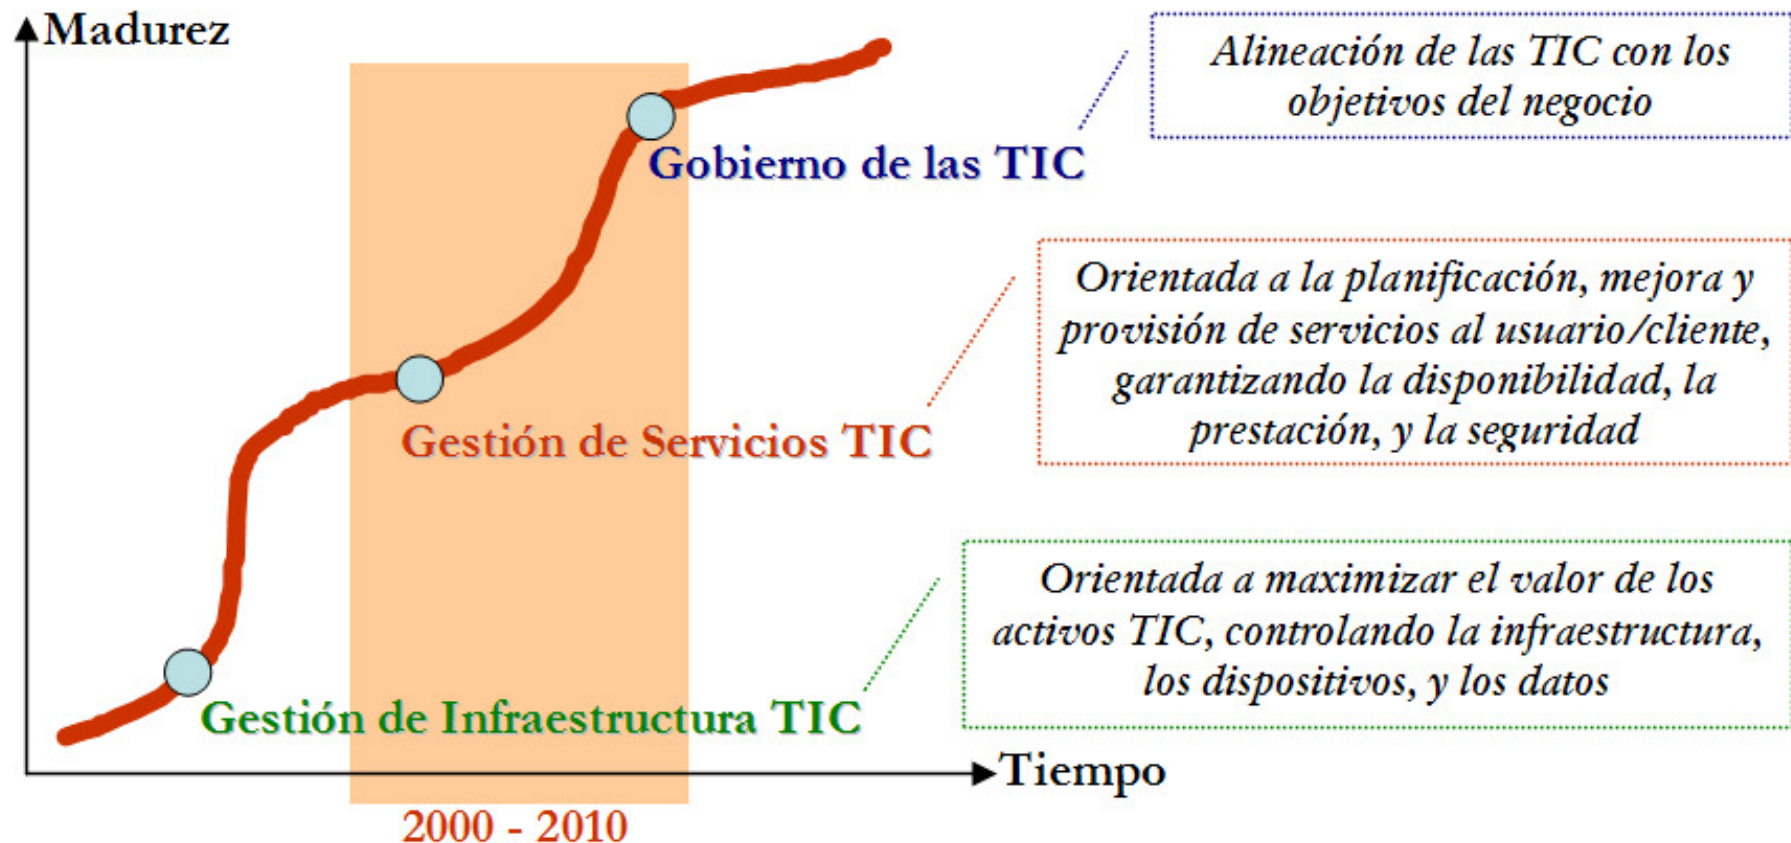 Madurez
Alineación de las TIC con los
objetivos del negocio
Gobierno de las TIC
Orientada a la planificación, mejora y
provisión de servicios al usuario/cliente,
garantizando la disponibilidad, la
prestación, y la seguridad
Gestión de Servicios TIC
Orientada a maximizar el valor de los
activos TIC, controlando la infraestructura,
los dispositivos, y los datos
Gestión de Infraestructura TIC
Tiempo
2000 - 2010